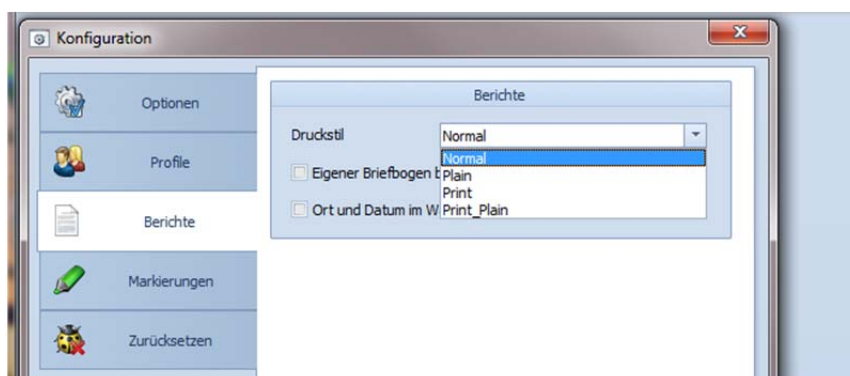 Konfiguration
Optionen
Profile
Berichte
Markierungen
Zurücksetzen
Berichte
Druckstil
Normal
Normal
Eigener Briefbogen
Plain
Print
Ort und Datum im
Print_Plain